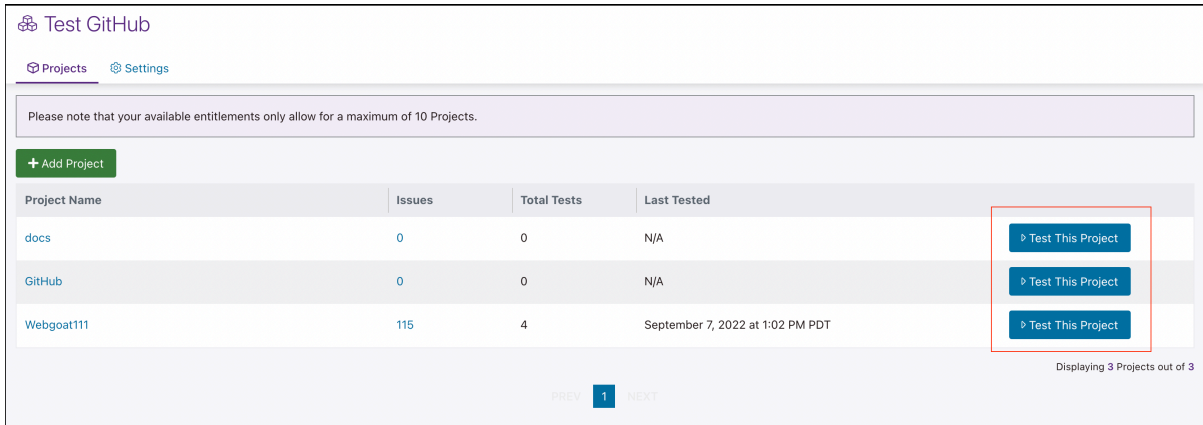 Test GitHub
Projects Settings
Please note that your available entitlements only allow for a maximum of 10 Projects.
+ Add Project
Project Name Issues Total Tests Last Tested
docs 0 0 N/A Test This Project
GitHub 0 0 N/A Test This Project
Webgoat111 115 4 September 7, 2022 at 1:02 PM PDT Test This Project
Displaying 3 Projects out of 3
PREV 1 NEXT